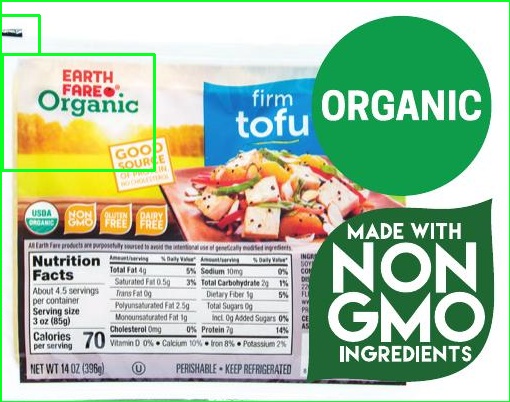 EARTH
FARE
Organic
firm
tofu
ORGANIC
GOOD
SOURCE
OF PROTEIN
NO CHOLESTEROL
USDA
ORGANIC
NON
GMO
GLUTEN
FREE
DAIRY
FREE
MADE WITH
NON
GMO
INGREDIENTS
All Earth Fare products are purposefully sourced to avoid the intentional use of genetically modified ingredients.
Nutrition
Facts
About 4.5 servings
per container
Serving size
3 oz (85g)
Calories 70
per serving
Amount/serving % Daily Value*
Total Fat 4g 5%
Saturated Fat 0.5g 3%
Trans Fat 0g
Polyunsaturated Fat 2.5g
Monounsaturated Fat 1g
Cholesterol 0mg 0%
Amount/serving % Daily Value*
Sodium 10mg 0%
Total Carbohydrate 2g 1%
Dietary Fiber 1g 5%
Total Sugars 0g
Incl. 0g Added Sugars 0%
Protein 7g 14%
Vitamin D 0% • Calcium 10% • Iron 8% • Potassium 2%
NET WT 14 OZ (396g)
U
PERISHABLE • KEEP REFRIGERATED